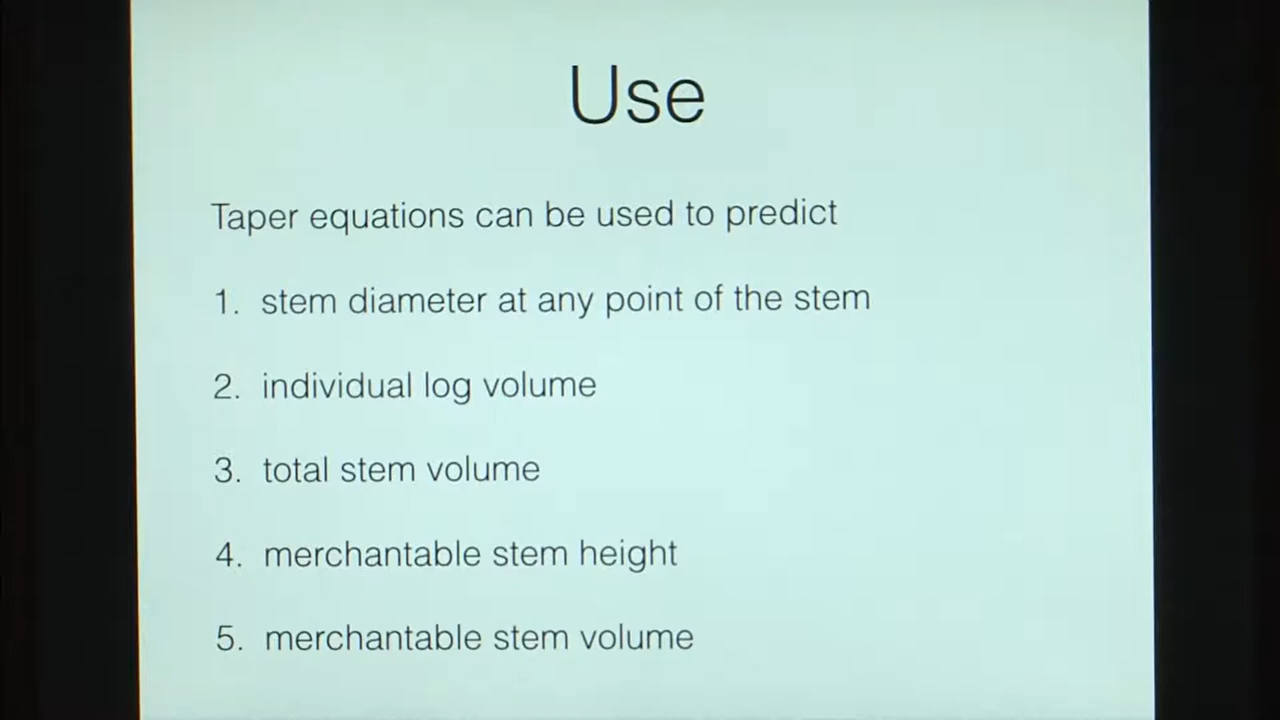 Use
Taper equations can be used to predict
1. stem diameter at any point of the stem
2. individual log volume
3. total stem volume
4. merchantable stem height
5. merchantable stem volume